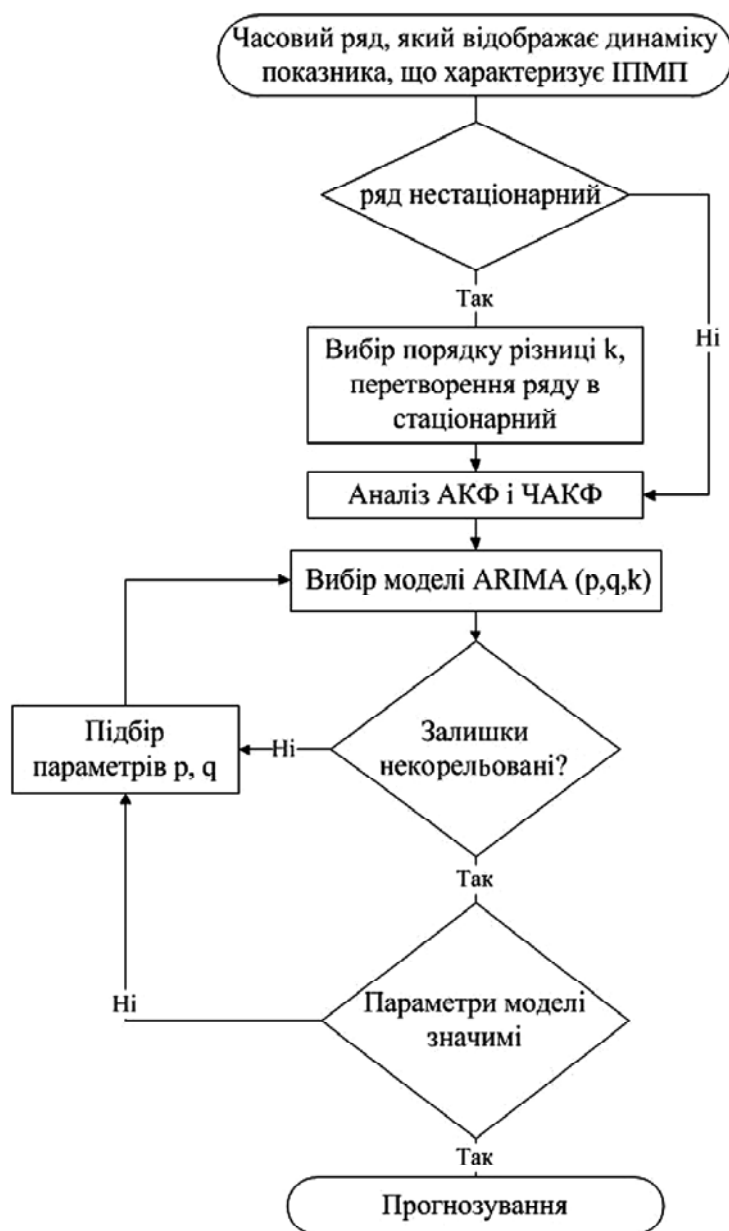 Часовий ряд, який відображає динаміку
показника, що характеризує ІПМП
ряд нестаціонарний
Так
Ні
Вибір порядку різниці k,
перетворення ряду в
стаціонарний
Аналіз АКФ і ЧАКФ
Вибір моделі ARIMA (p,q,k)
Підбір
параметрів p, q
Ні
Залишки
некорельовані?
Так
Ні
Параметри моделі
значимі
Так
Прогнозування